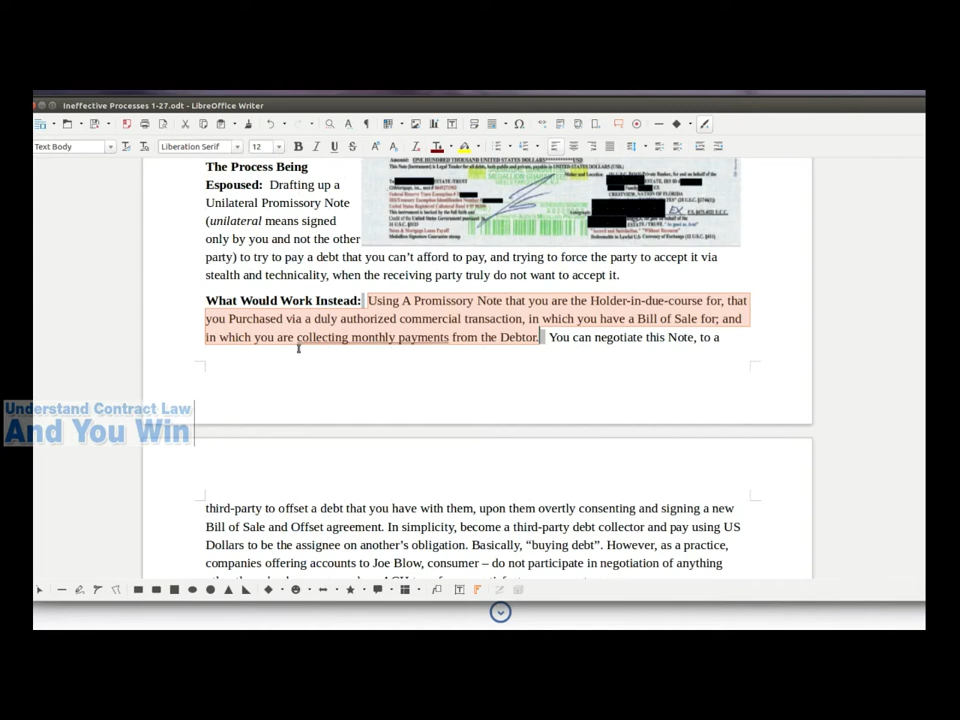 Ineffective Processes 1-27.odt - LibreOffice Writer
Text Body
Liberation Serif
12
The Process Being
Espoused: Drafting up a
Unilateral Promissory Note
(unilateral means signed
only by you and not the other
party) to try to pay a debt that you can't afford to pay, and trying to force the party to accept it via
stealth and technicality, when the receiving party truly do not want to accept it.
Amount: ONE HUNDRED THOUSAND UNITED STATES DOLLARS
MEDALLION
What Would Work Instead: Using A Promissory Note that you are the Holder-in-due-course for, that
you Purchased via a duly authorized commercial transaction, in which you have a Bill of Sale for; and
in which you are collecting monthly payments from the Debtor. You can negotiate this Note, to a
Understand Contract Law
And You Win
third-party to offset a debt that you have with them, upon them overtly consenting and signing a new
Bill of Sale and Offset agreement. In simplicity, become a third-party debt collector and pay using US
Dollars to be the assignee on another's obligation. Basically, "buying debt". However, as a practice,
companies offering accounts to Joe Blow, consumer – do not participate in negotiation of anything